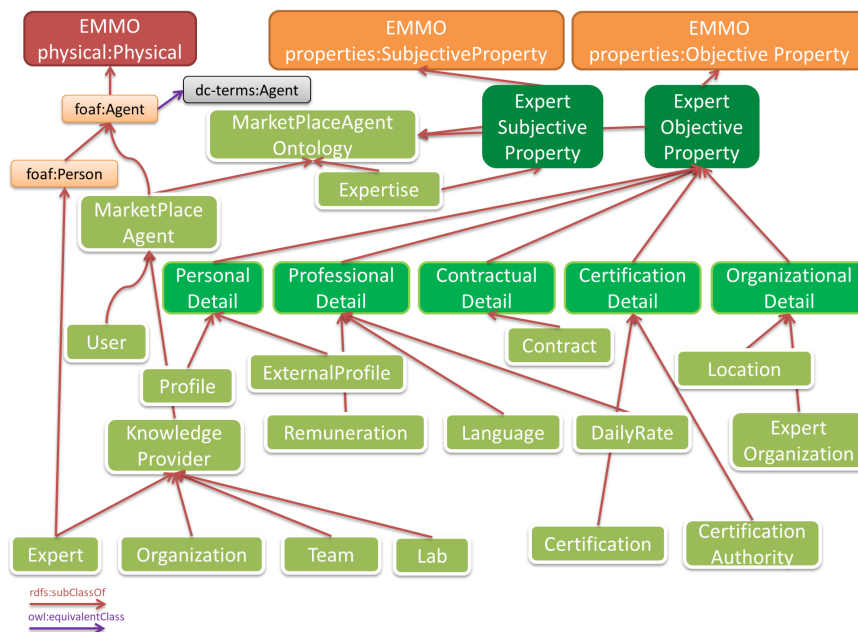 EMMO
physical:Physical
EMMO
properties:SubjectiveProperty
EMMO
properties:Objective Property
dc-terms:Agent
foaf:Agent
MarketPlaceAgent
Ontology
Expert
Subjective
Property
Expert
Objective
Property
foaf:Person
Expertise
MarketPlace
Agent
Personal
Detail
Professional
Detail
Contractual
Detail
Certification
Detail
Organizational
Detail
User
Contract
Profile
ExternalProfile
Location
Knowledge
Provider
Remuneration
Language
DailyRate
Expert
Organization
Expert
Organization
Team
Lab
Certification
Certification
Authority
rdfs:subClassOf
owl:equivalentClass